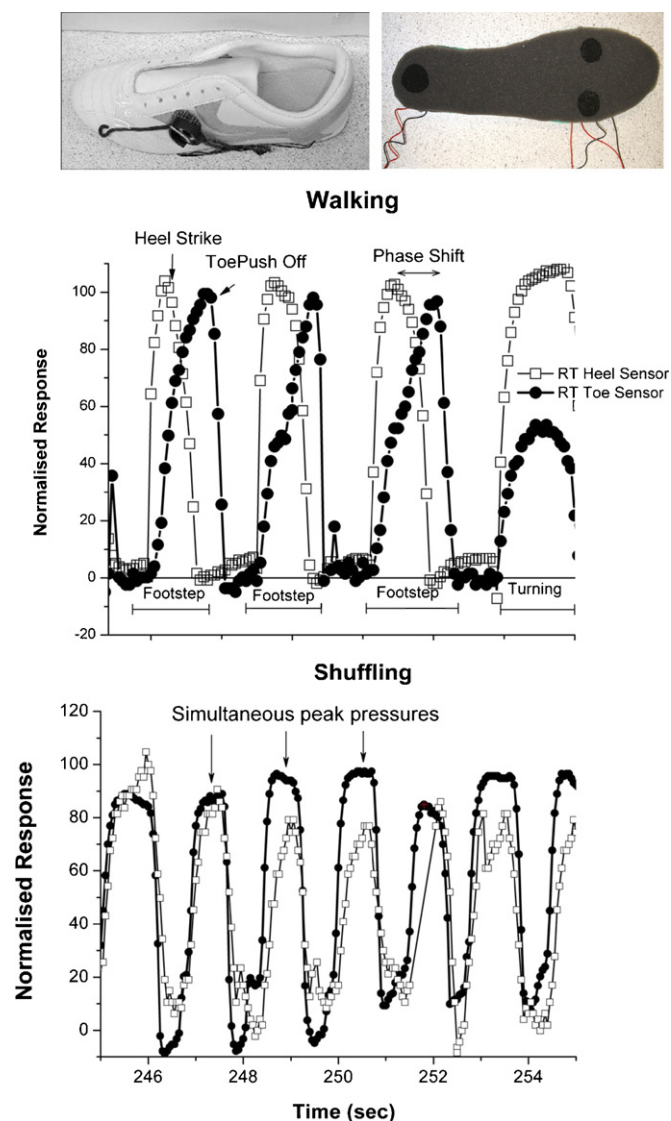 Walking
Heel Strike
ToePush Off
Phase Shift
100
80
60
40
20
0
-20
Normalised Response
RT Heel Sensor
RT Toe Sensor
Footstep
Footstep
Footstep
Turning
Shuffling
Simultaneous peak pressures
120
100
80
60
40
20
0
Normalised Response
246
248
250
252
254
Time (sec)